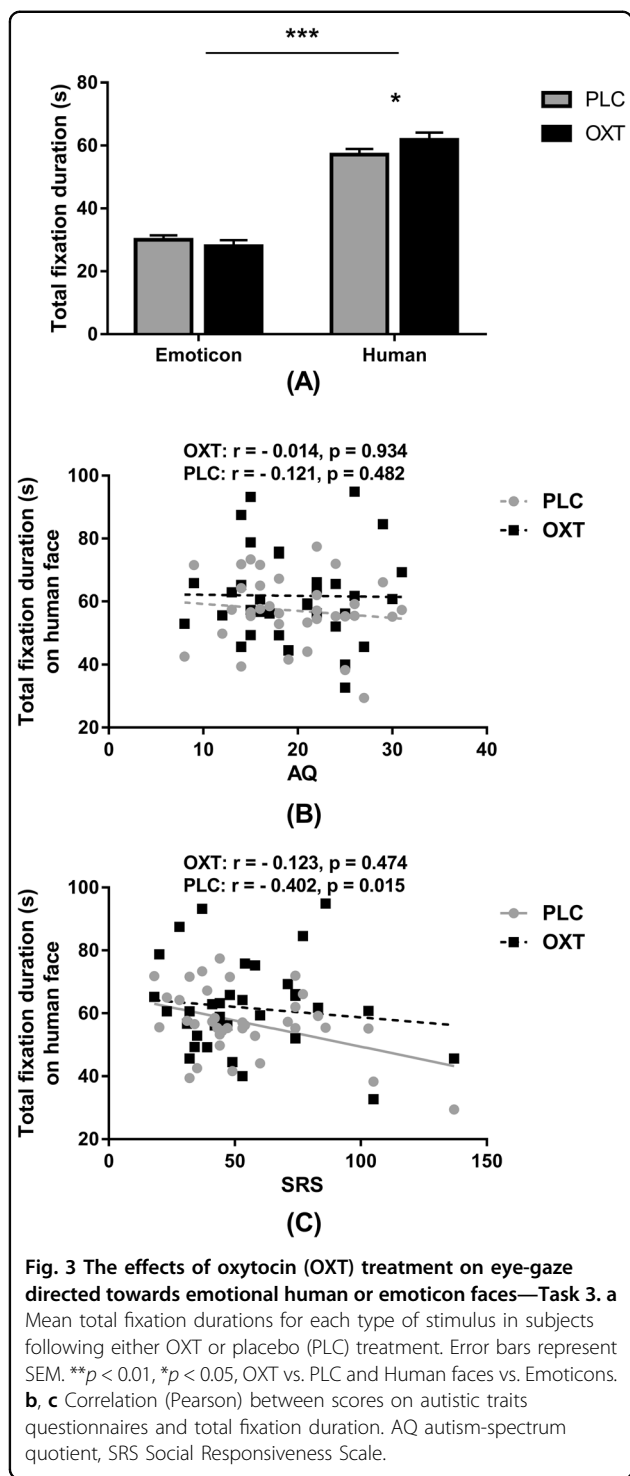 ***
*
PLC
OXT
Total fixation duration (s)
80
60
40
20
0
Emoticon
Human
(A)
OXT: r = - 0.014, p = 0.934
PLC: r = - 0.121, p = 0.482
Total fixation duration (s)
on human face
100
80
60
40
20
0
10
20
30
40
AQ
PLC
OXT
(B)
OXT: r = - 0.123, p = 0.474
PLC: r = - 0.402, p = 0.015
Total fixation duration (s)
on human face
100
80
60
40
20
0
50
100
150
SRS
PLC
OXT
(C)
Fig. 3 The effects of oxytocin (OXT) treatment on eye-gaze
directed towards emotional human or emoticon faces—Task 3. a
Mean total fixation durations for each type of stimulus in subjects
following either OXT or placebo (PLC) treatment. Error bars represent
SEM. **p < 0.01, *p < 0.05, OXT vs. PLC and Human faces vs. Emoticons.
b, c Correlation (Pearson) between scores on autistic traits
questionnaires and total fixation duration. AQ autism-spectrum
quotient, SRS Social Responsiveness Scale.